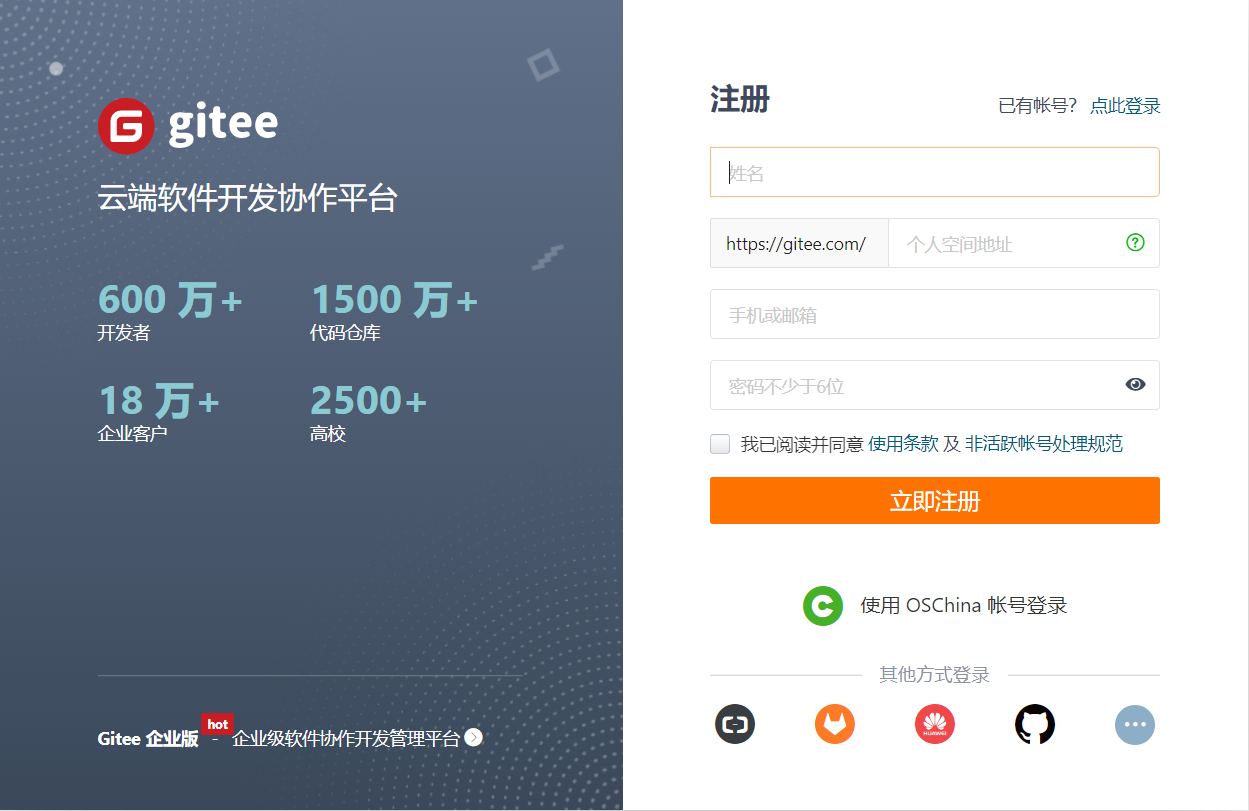 gitee
云端软件开发协作平台
600 万+
1500 万+
开发者
代码仓库
18 万+
2500+
企业客户
高校
hot
Gitee 企业版 - 企业级软件协作开发管理平台
注册
已有帐号? 点此登录
姓名
https://gitee.com/ 个人空间地址
手机或邮箱
密码不少于6位
我已阅读并同意 使用条款 及 非活跃帐号处理规范
立即注册
使用 OSChina 帐号登录
其他方式登录
HUAWEI